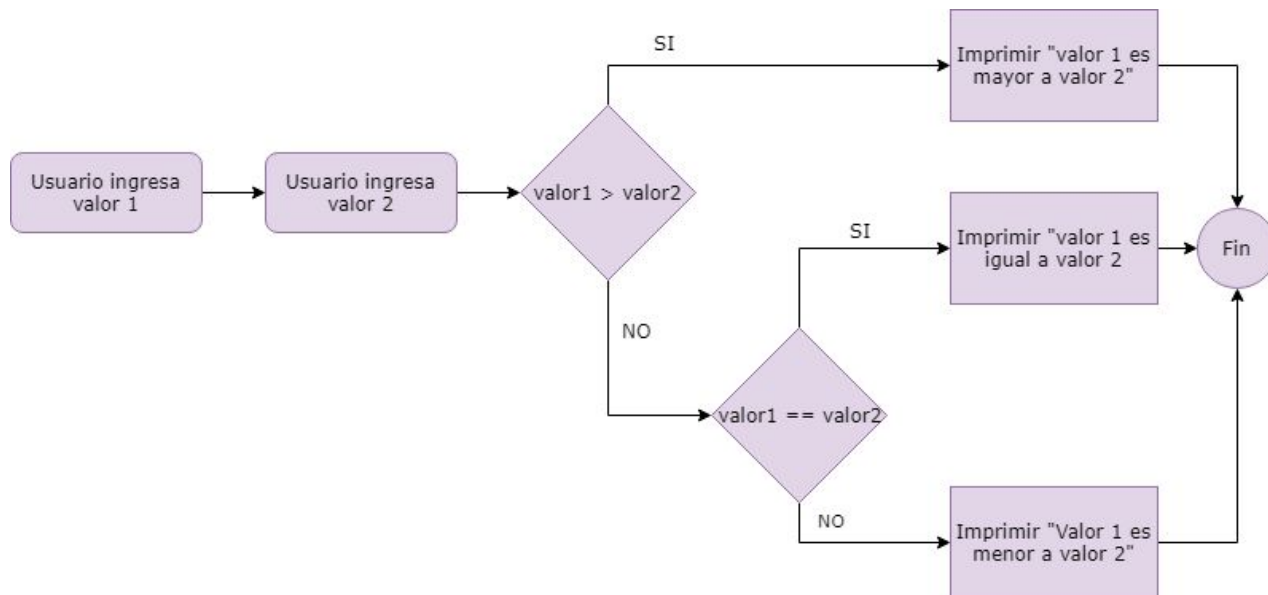 SI
Imprimir "valor 1 es
mayor a valor 2"
Usuario ingresa
valor 1
Usuario ingresa
valor 2
valor1 > valor2
SI
Imprimir "valor 1 es
igual a valor 2
Fin
NO
valor1 == valor2
NO
Imprimir "Valor 1 es
menor a valor 2"